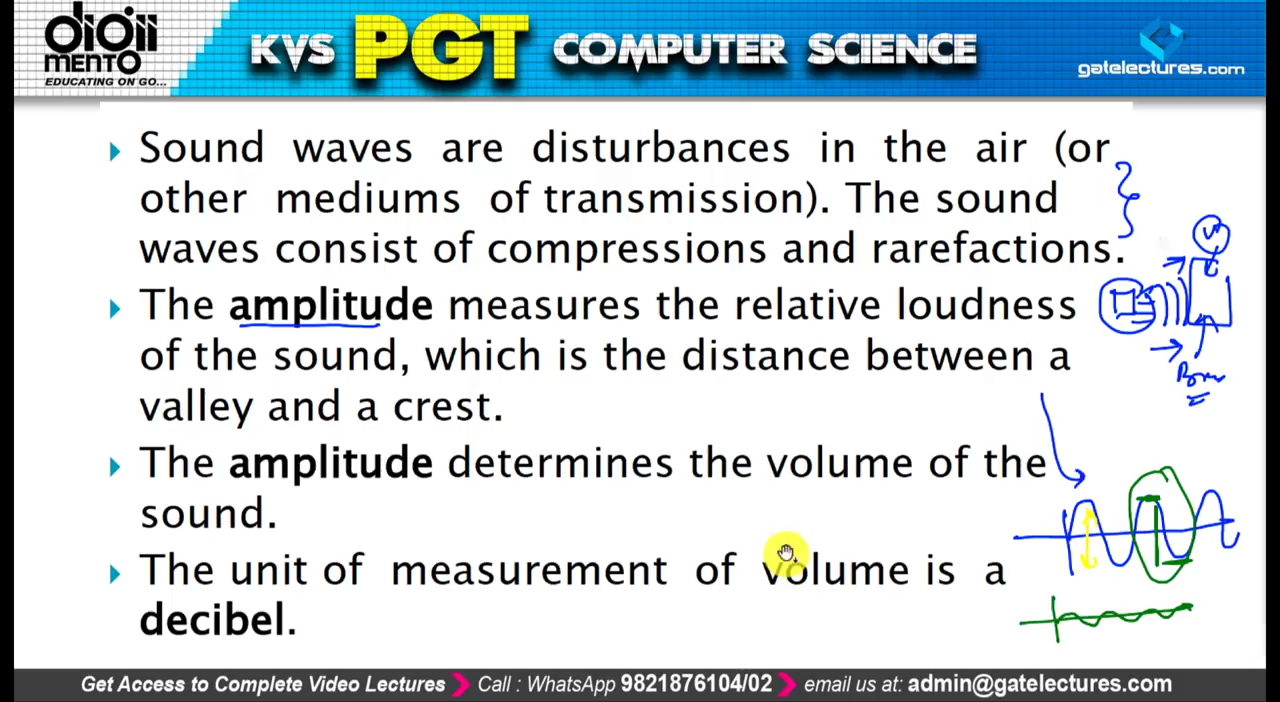 digii
mento
EDUCATING ON GO...
KVS PGT COMPUTER SCIENCE
gatelectures.com
Sound waves are disturbances in the air (or
other mediums of transmission). The sound
waves consist of compressions and rarefactions.
The amplitude measures the relative loudness
of the sound, which is the distance between a
valley and a crest.
The amplitude determines the volume of the
sound.
The unit of measurement of volume is a
decibel.
Get Access to Complete Video Lectures Call : WhatsApp 9821876104/02 email us at: admin@gatelectures.com